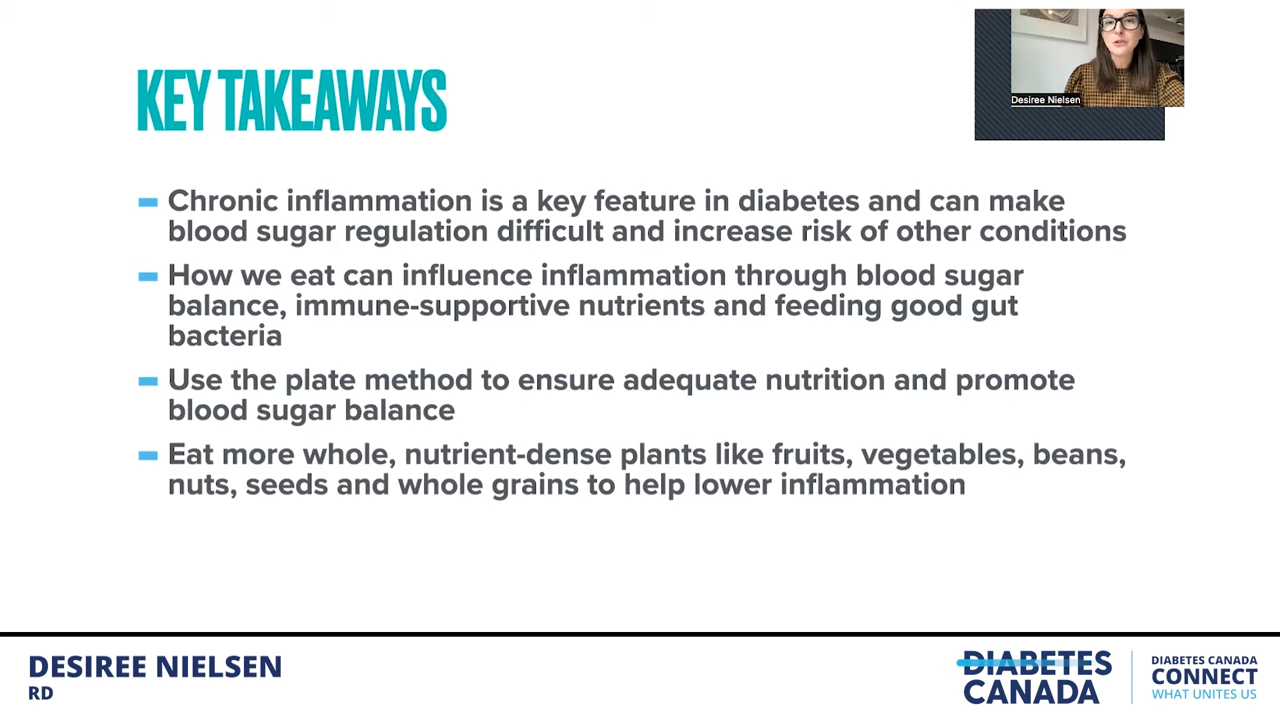 Desiree Nielsen
KEY TAKEAWAYS
Chronic inflammation is a key feature in diabetes and can make
blood sugar regulation difficult and increase risk of other conditions
How we eat can influence inflammation through blood sugar
balance, immune-supportive nutrients and feeding good gut
bacteria
Use the plate method to ensure adequate nutrition and promote
blood sugar balance
Eat more whole, nutrient-dense plants like fruits, vegetables, beans,
nuts, seeds and whole grains to help lower inflammation
DESIREE NIELSEN
RD
DIABETES
CANADA
DIABETES CANADA
CONNECT
WHAT UNITES US